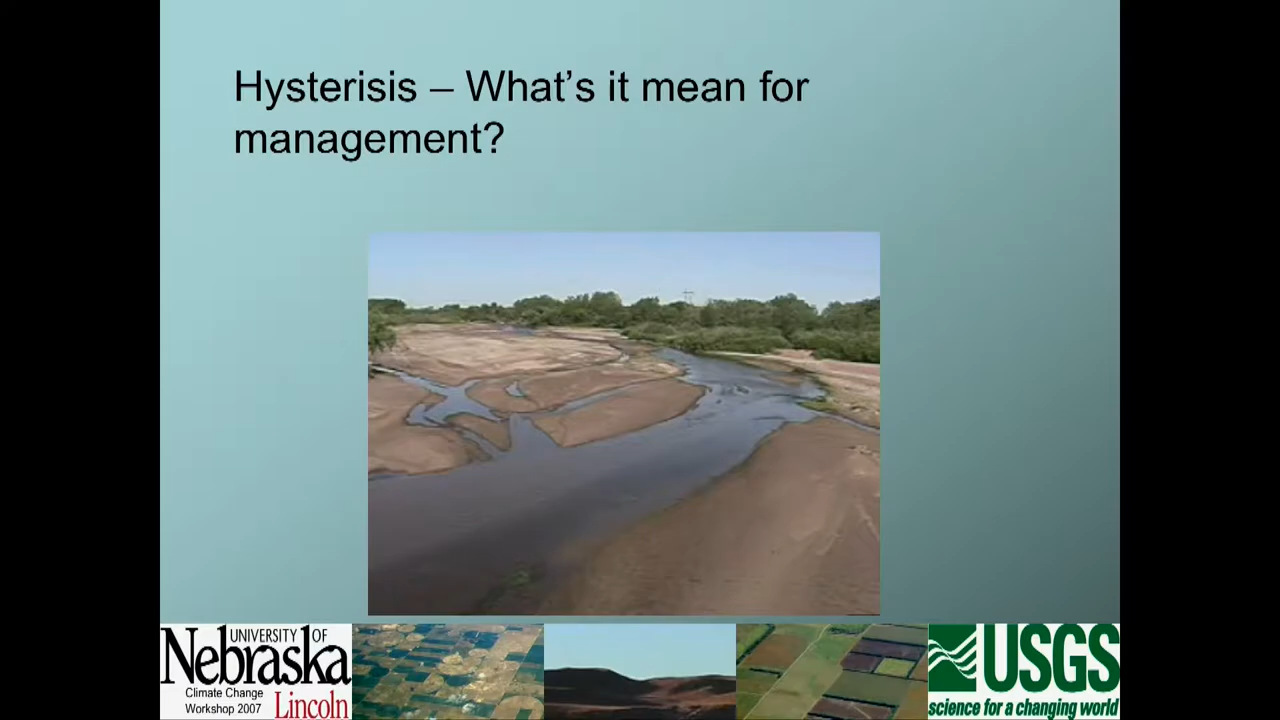 Hysterisis – What's it mean for
management?
UNIVERSITY OF
Nebraska
Climate Change
Workshop 2007
Lincoln
USGS
science for a changing world